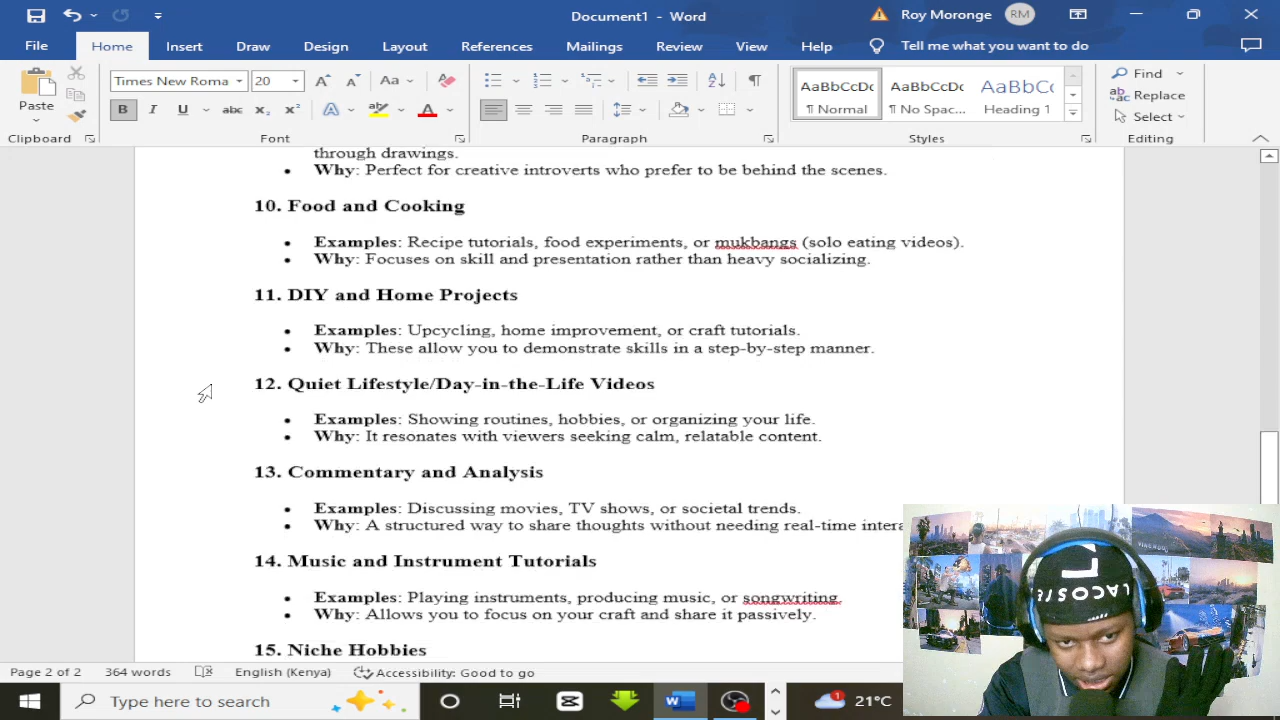 Document1 - Word
Roy Moronge
RM
File
Home
Insert
Draw
Design
Layout
References
Mailings
Review
View
Help
Tell me what you want to do
Paste
Times New Roma
20
Aa
Find
Replace
Select
AaBbCcDc
¶ Normal
AaBbCcDc
¶ No Spac...
AaBbCc
Heading 1
Clipboard
Font
Paragraph
Styles
Editing
through drawings.
• Why: Perfect for creative introverts who prefer to be behind the scenes.
10. Food and Cooking
• Examples: Recipe tutorials, food experiments, or mukbangs (solo eating videos).
• Why: Focuses on skill and presentation rather than heavy socializing.
11. DIY and Home Projects
• Examples: Upcycling, home improvement, or craft tutorials.
• Why: These allow you to demonstrate skills in a step-by-step manner.
12. Quiet Lifestyle/Day-in-the-Life Videos
• Examples: Showing routines, hobbies, or organizing your life.
• Why: It resonates with viewers seeking calm, relatable content.
13. Commentary and Analysis
• Examples: Discussing movies, TV shows, or societal trends.
• Why: A structured way to share thoughts without needing real-time intera
14. Music and Instrument Tutorials
• Examples: Playing instruments, producing music, or songwriting.
• Why: Allows you to focus on your craft and share it passively.
15. Niche Hobbies
LACOSTE
Page 2 of 2
364 words
English (Kenya)
Accessibility: Good to go
Type here to search
1
21°C